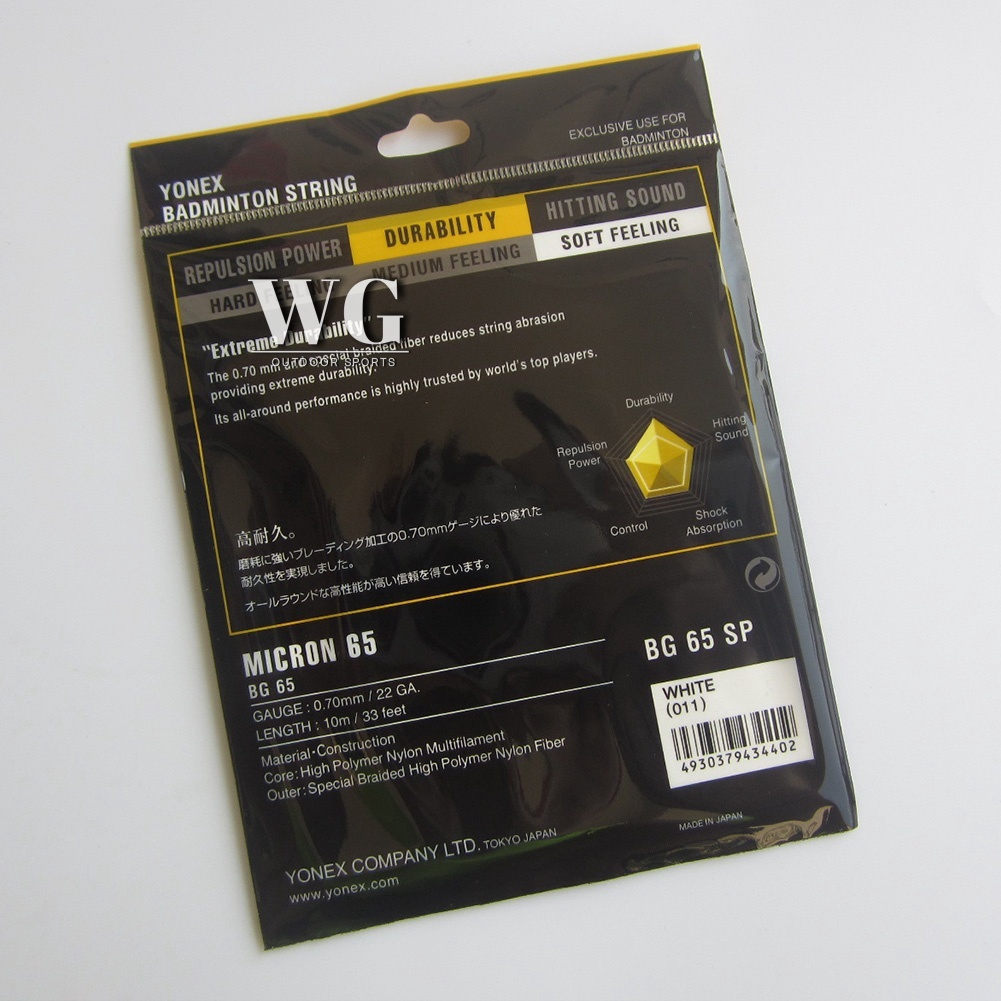 EXCLUSIVE USE FOR
BADMINTON
YONEX
BADMINTON STRING
REPULSION POWER
DURABILITY
HITTING SOUND
HARD FEELING
MEDIUM FEELING
SOFT FEELING
WG
OUTDOOR SPORTS
"Extreme Durability"
The 0.70 mm and special braided fiber reduces string abrasion
providing extreme durability.
Its all-around performance is highly trusted by world's top players.
Durability
Hitting
Sound
Repulsion
Power
Control
Shock
Absorption
高耐久。
磨耗に強いブレーディング加工の0.70mmゲージにより優れた
耐久性を実現しました。
オールラウンドな高性能が高い信頼を得ています。
MICRON 65
BG 65
GAUGE : 0.70mm / 22 GA.
LENGTH : 10m / 33 feet
Material・Construction
Core: High Polymer Nylon Multifilament
Outer: Special Braided High Polymer Nylon Fiber
BG 65 SP
WHITE
(011)
4930379434402
YONEX COMPANY LTD. TOKYO JAPAN
www.yonex.com
MADE IN JAPAN